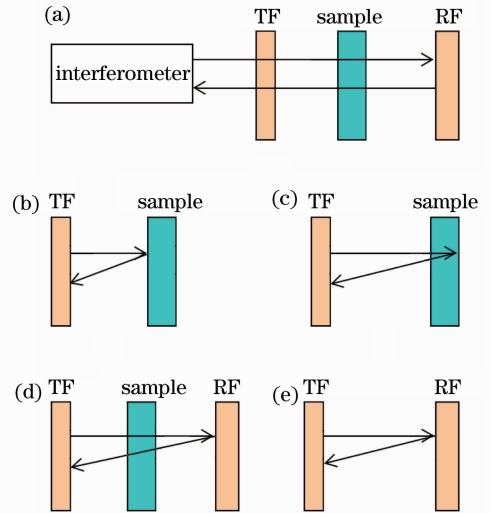 (a)
TF sample RF
interferometer
(b) TF sample
(c) TF sample
(d) TF sample RF
(e) TF RF